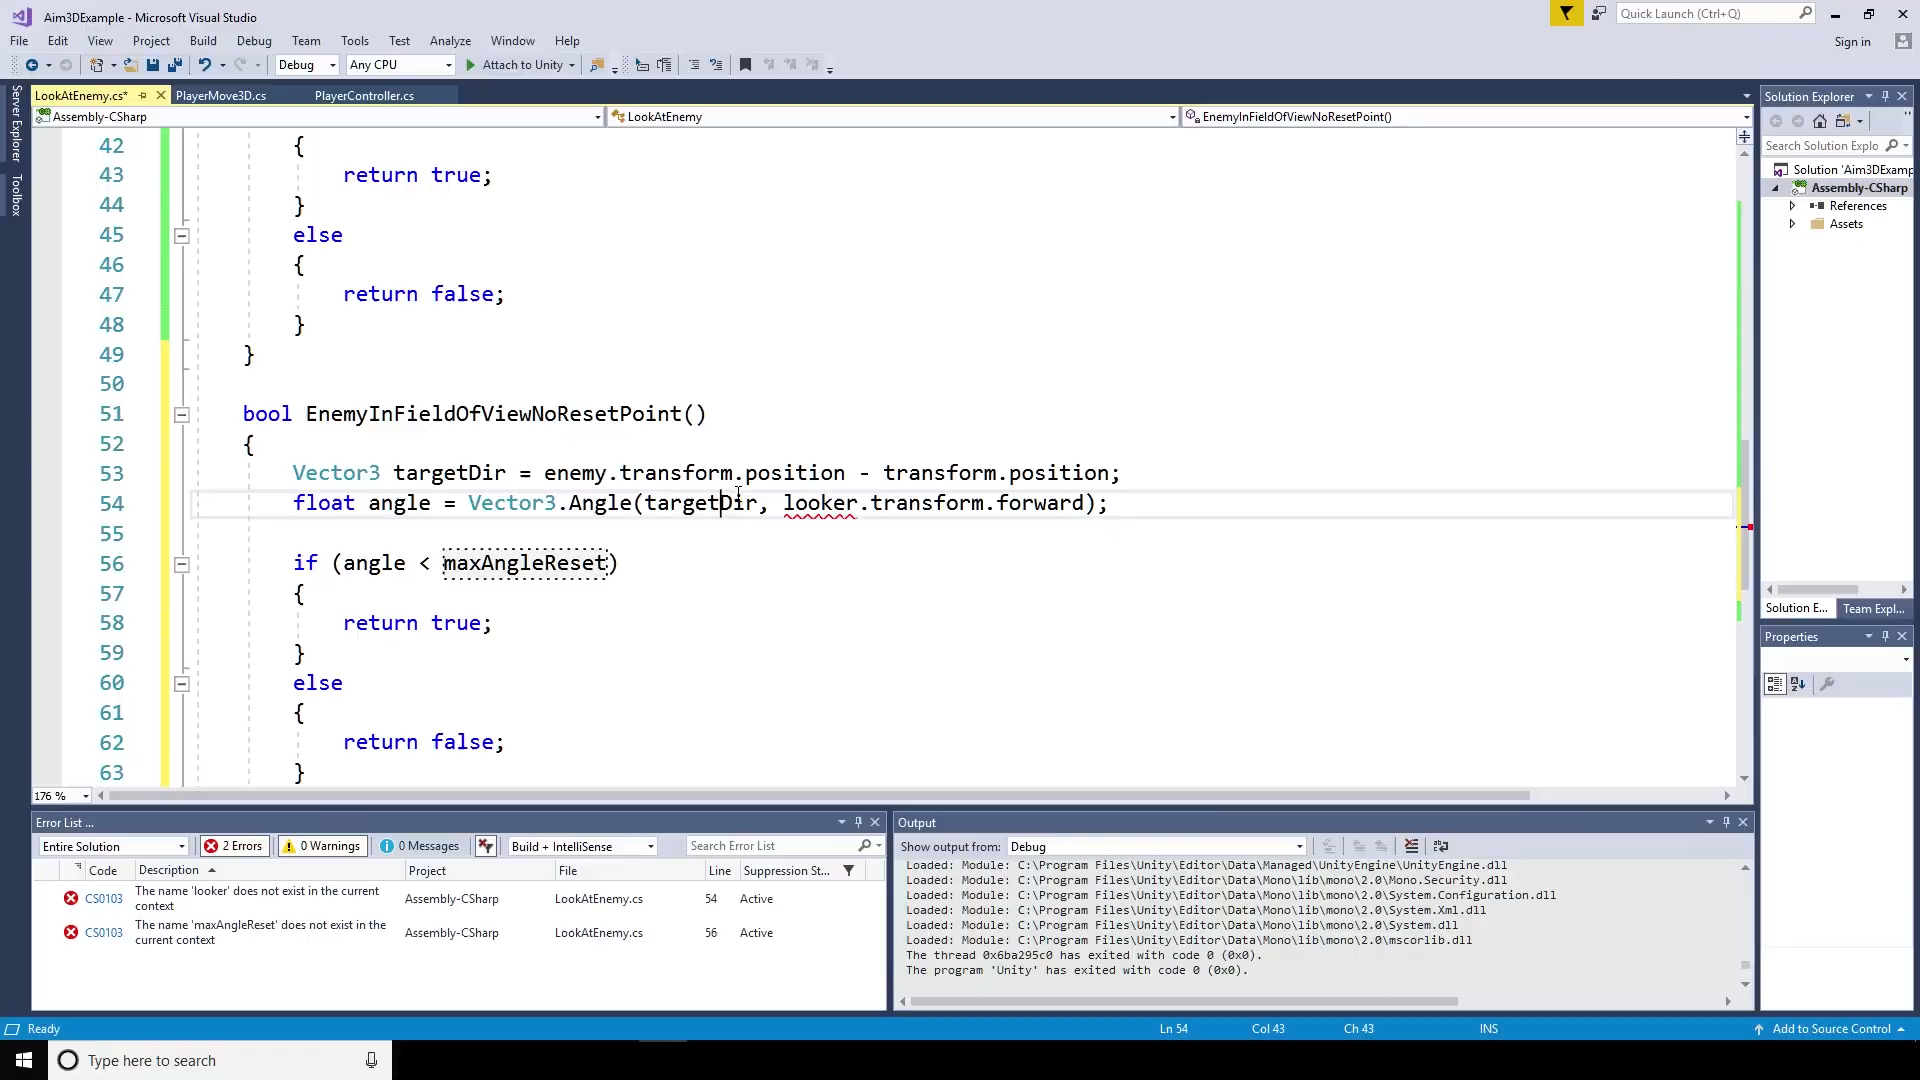 Aim3DExample - Microsoft Visual Studio
Quick Launch (Ctrl+Q)
File Edit View Project Build Debug Team Tools Test Analyze Window Help
Sign in
Debug Any CPU Attach to Unity
LookAtEnemy.cs* PlayerMove3D.cs PlayerController.cs
Assembly-CSharp LookAtEnemy EnemyInFieldOfViewNoResetPoint()
Server Explorer
Toolbox
42 {
43 return true;
44 }
45 else
46 {
47 return false;
48 }
49 }
50
51 bool EnemyInFieldOfViewNoResetPoint()
52 {
53 Vector3 targetDir = enemy.transform.position - transform.position;
54 float angle = Vector3.Angle(targetDir, looker.transform.forward);
55
56 if (angle < maxAngleReset)
57 {
58 return true;
59 }
60 else
61 {
62 return false;
63 }
176 %
Solution Explorer
Search Solution Explo
Solution 'Aim3DExamp
Assembly-CSharp
References
Assets
Solution E... Team Expl...
Properties
Error List ...
Entire Solution 2 Errors 0 Warnings 0 Messages Build + IntelliSense Search Error List
Code Description Project File Line Suppression St...
CS0103 The name 'looker' does not exist in the current context Assembly-CSharp LookAtEnemy.cs 54 Active
CS0103 The name 'maxAngleReset' does not exist in the current context Assembly-CSharp LookAtEnemy.cs 56 Active
Output
Show output from: Debug
Loaded: Module: C:\Program Files\Unity\Editor\Data\Managed\UnityEngine\UnityEngine.dll
Loaded: Module: C:\Program Files\Unity\Editor\Data\Mono\lib\mono\2.0\Mono.Security.dll
Loaded: Module: C:\Program Files\Unity\Editor\Data\Mono\lib\mono\2.0\System.Configuration.dll
Loaded: Module: C:\Program Files\Unity\Editor\Data\Mono\lib\mono\2.0\System.Xml.dll
Loaded: Module: C:\Program Files\Unity\Editor\Data\Mono\lib\mono\2.0\System.dll
Loaded: Module: C:\Program Files\Unity\Editor\Data\Mono\lib\mono\2.0\mscorlib.dll
The thread 0x6ba295c0 has exited with code 0 (0x0).
The program 'Unity' has exited with code 0 (0x0).
Ready Ln 54 Col 43 Ch 43 INS Add to Source Control
Type here to search